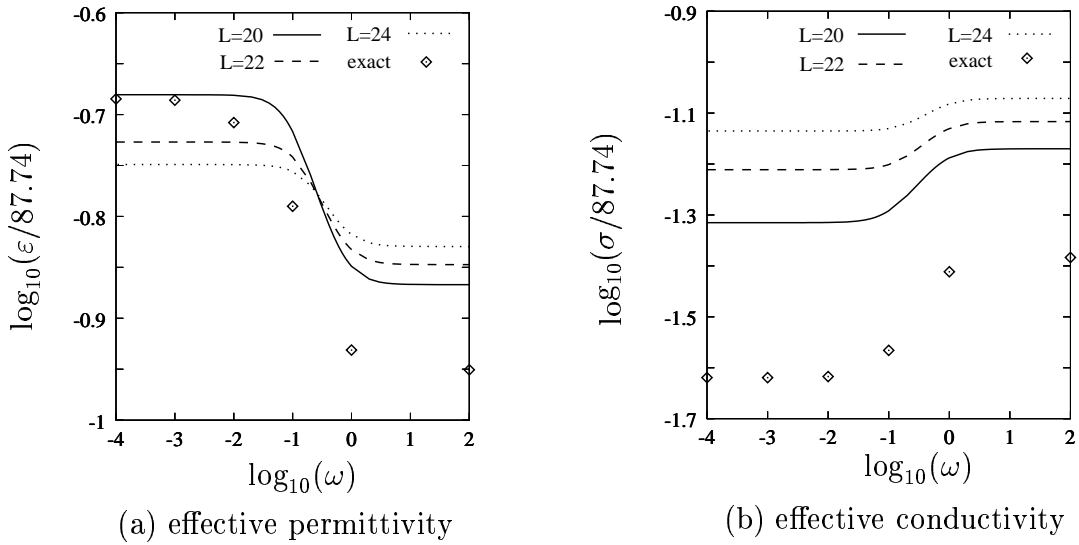 -0.6
-0.7
-0.8
-0.9
-1
-4 -3 -2 -1 0 1 2
L=20
L=22
L=24
exact
log10(ε/87.74)
log10(ω)
(a) effective permittivity
-0.9
-1.1
-1.3
-1.5
-1.7
-4 -3 -2 -1 0 1 2
L=20
L=22
L=24
exact
log10(σ/87.74)
log10(ω)
(b) effective conductivity